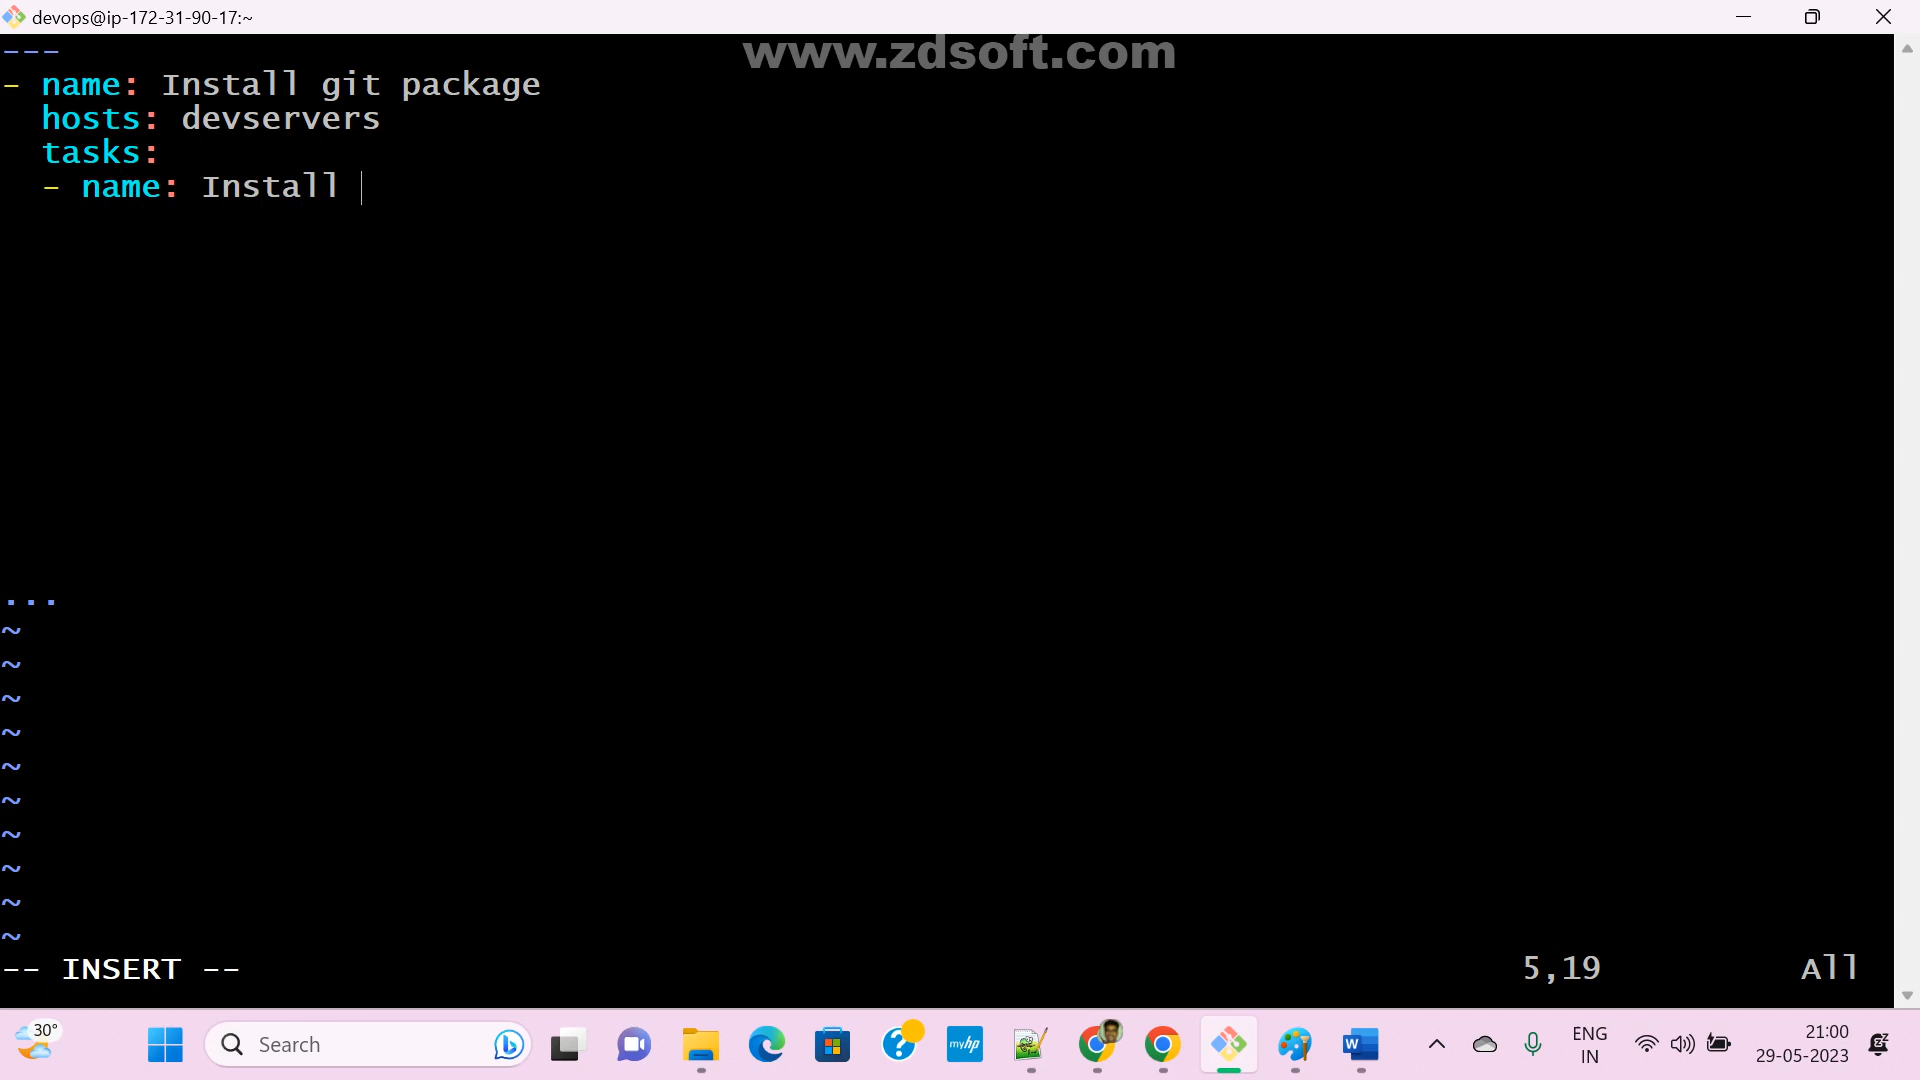 devops@ip-172-31-90-17:~
www.zdsoft.com
---
- name: Install git package
  hosts: devservers
  tasks:
  - name: Install
...
~
~
~
~
~
~
~
~
~
~
-- INSERT --    5,19    All
30°
Search
myhp
W
ENG
IN
21:00
29-05-2023